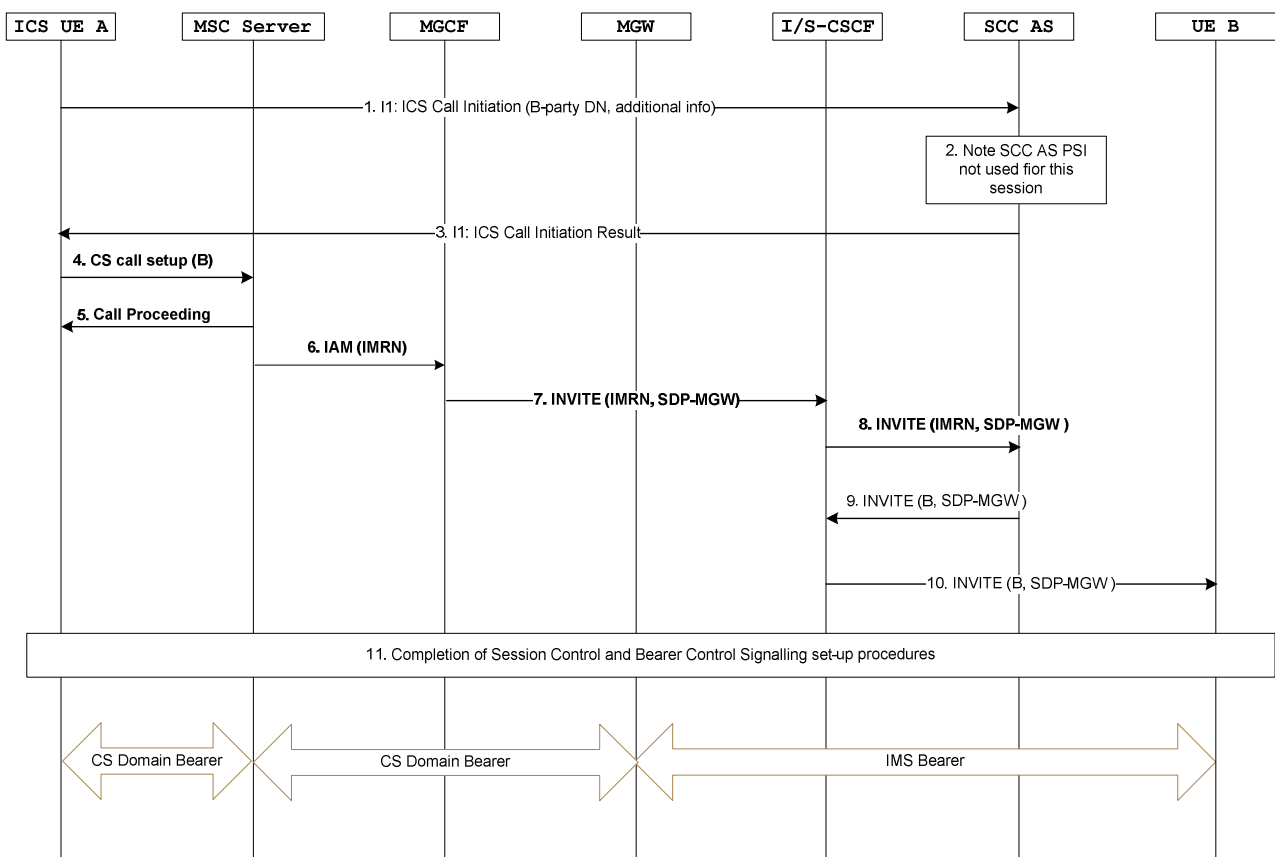 ICS UE A
MSC Server
MGCF
MGW
I/S-CSCF
SCC AS
UE B
1. I1: ICS Call Initiation (B-party DN, additional info)
2. Note SCC AS PSI
not used fior this
session
3. I1: ICS Call Initiation Result
4. CS call setup (B)
5. Call Proceeding
6. IAM (IMRN)
7. INVITE (IMRN, SDP-MGW)
8. INVITE (IMRN, SDP-MGW )
9. INVITE (B, SDP-MGW )
10. INVITE (B, SDP-MGW )
11. Completion of Session Control and Bearer Control Signalling set-up procedures
CS Domain Bearer
CS Domain Bearer
IMS Bearer